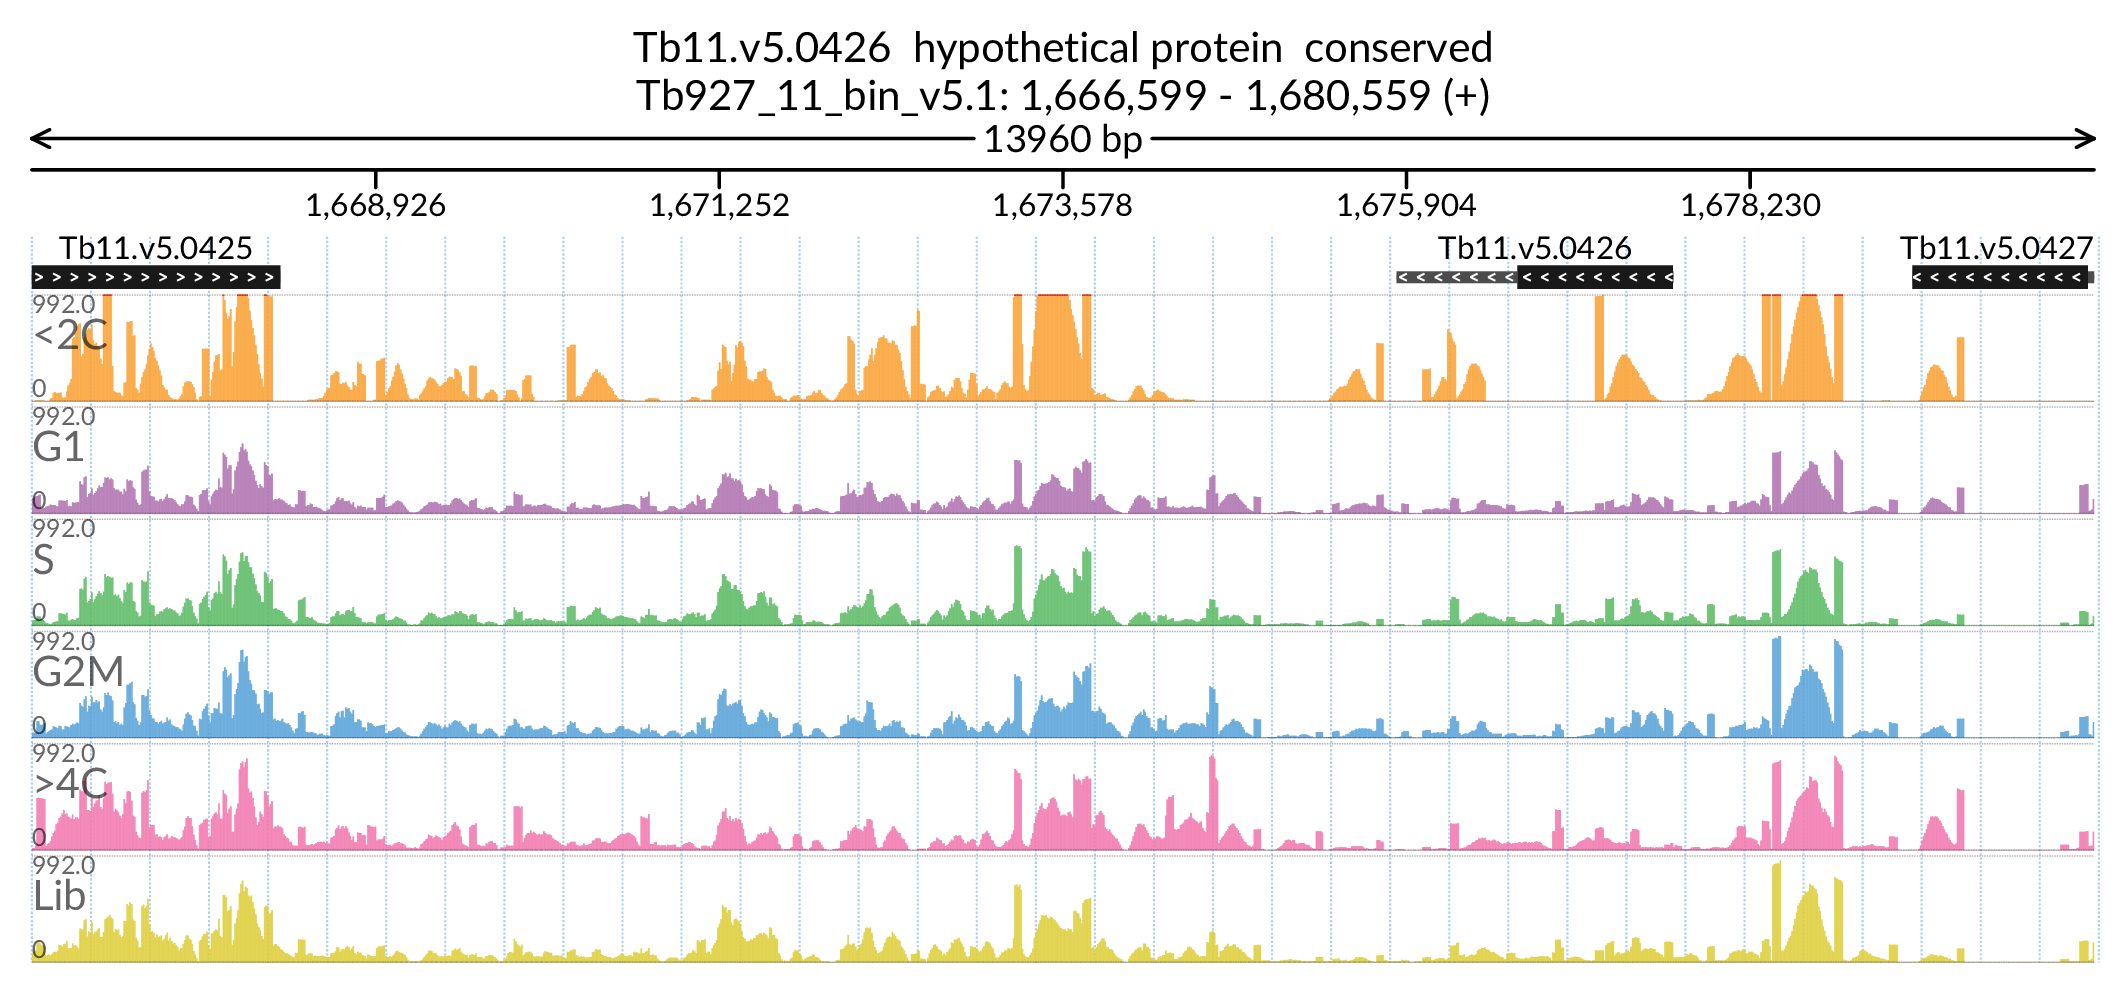 Tb11.v5.0426 hypothetical protein conserved
Tb927_11_bin_v5.1: 1,666,599 - 1,680,559 (+)
13960 bp
1,668,926 1,671,252 1,673,578 1,675,904 1,678,230
Tb11.v5.0425 Tb11.v5.0426 Tb11.v5.0427
992.0
<2C
0
992.0
G1
0
992.0
S
0
992.0
G2M
0
992.0
>4C
0
992.0
Lib
0